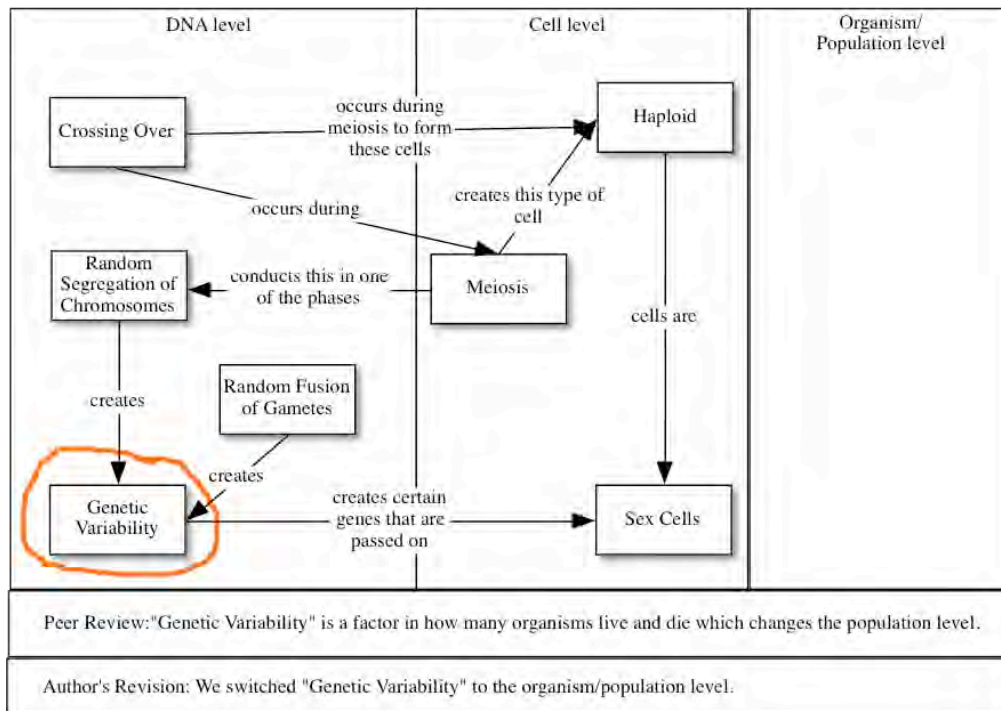 DNA level
Cell level
Organism/
Population level
Crossing Over
occurs during
meiosis to form
these cells
Haploid
occurs during
creates this type of
cell
Random
Segregation of
Chromosomes
conducts this in one
of the phases
Meiosis
cells are
creates
Random Fusion
of Gametes
creates
Genetic
Variability
creates certain
genes that are
passed on
Sex Cells
Peer Review:"Genetic Variability" is a factor in how many organisms live and die which changes the population level.
Author's Revision: We switched "Genetic Variability" to the organism/population level.